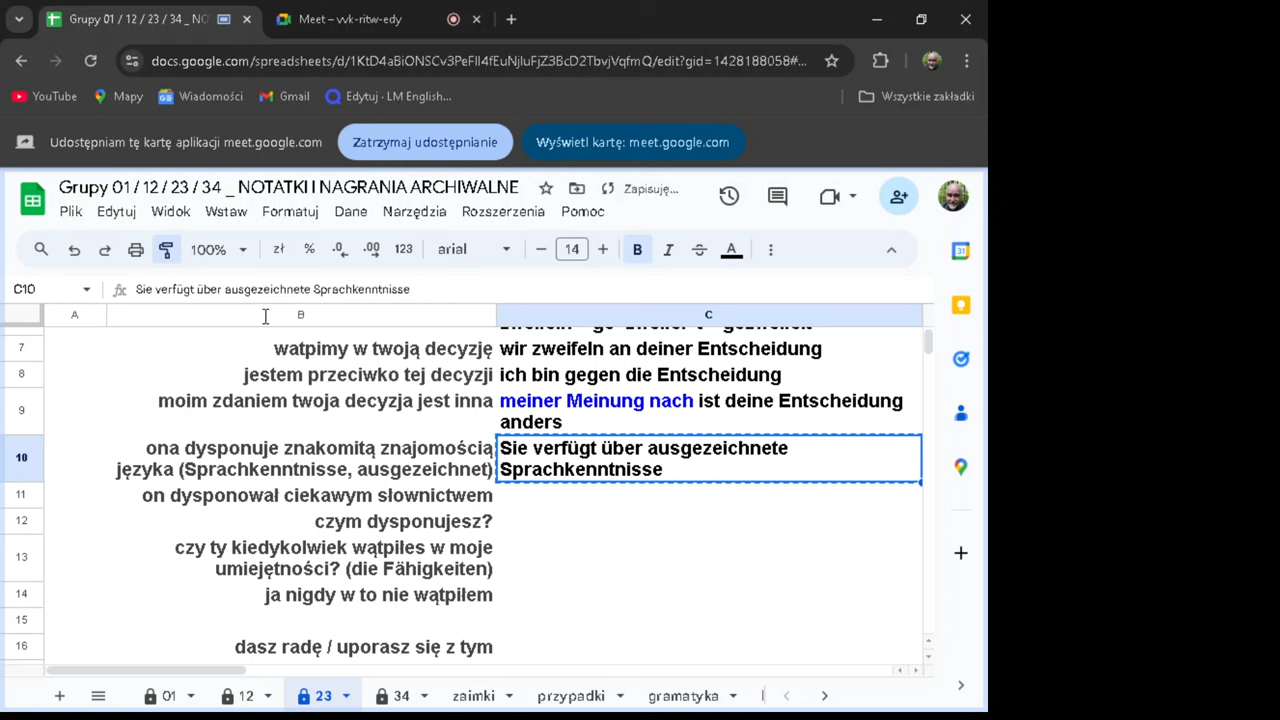 Grupy 01 / 12 / 23 / 34 _ NO
Meet – vvk-ritw-edy
docs.google.com/spreadsheets/d/1KtD4aBiONSCv3PeFII4fEuNjIuFjZ3BcD2TbvjVqfmQ/edit?gid=1428188058#...
YouTube
Mapy
Wiadomości
Gmail
Edytuj · LM English...
Wszystkie zakładki
Udostępniam tę kartę aplikacji meet.google.com
Zatrzymaj udostępnianie
Wyświetl kartę: meet.google.com
Grupy 01 / 12 / 23 / 34 _ NOTATKI I NAGRANIA ARCHIWALNE
Zapisuję...
Plik Edytuj Widok Wstaw Formatuj Dane Narzędzia Rozszerzenia Pomoc
100% zł % .0 .00 123 arial 14 B I A
C10 fx Sie verfügt über ausgezeichnete Sprachkenntnisse
A B C
7 watpimy w twoją decyzję wir zweifeln an deiner Entscheidung
8 jestem przeciwko tej decyzji ich bin gegen die Entscheidung
9 moim zdaniem twoja decyzja jest inna meiner Meinung nach ist deine Entscheidung
anders
10 ona dysponuje znakomitą znajomością Sie verfügt über ausgezeichnete
języka (Sprachkenntnisse, ausgezeichnet) Sprachkenntnisse
11 on dysponował ciekawym słownictwem
12 czym dysponujesz?
13 czy ty kiedykolwiek wątpiłes w moje
umiejętności? (die Fähigkeiten)
14 ja nigdy w to nie wątpiłem
15
16 dasz radę / uporasz się z tym
01 12 23 34 zaimki przypadki gramatyka